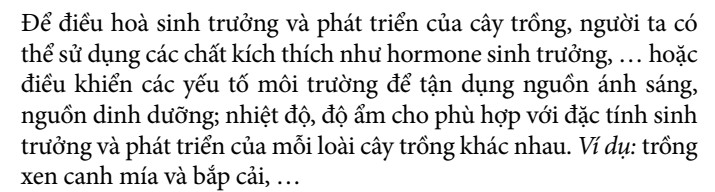 Để điều hoà sinh trưởng và phát triển của cây trồng, người ta có
thể sử dụng các chất kích thích như hormone sinh trưởng, … hoặc
điều khiển các yếu tố môi trường để tận dụng nguồn ánh sáng,
nguồn dinh dưỡng; nhiệt độ, độ ẩm cho phù hợp với đặc tính sinh
trưởng và phát triển của mỗi loài cây trồng khác nhau. Ví dụ: trồng
xen canh mía và bắp cải, …